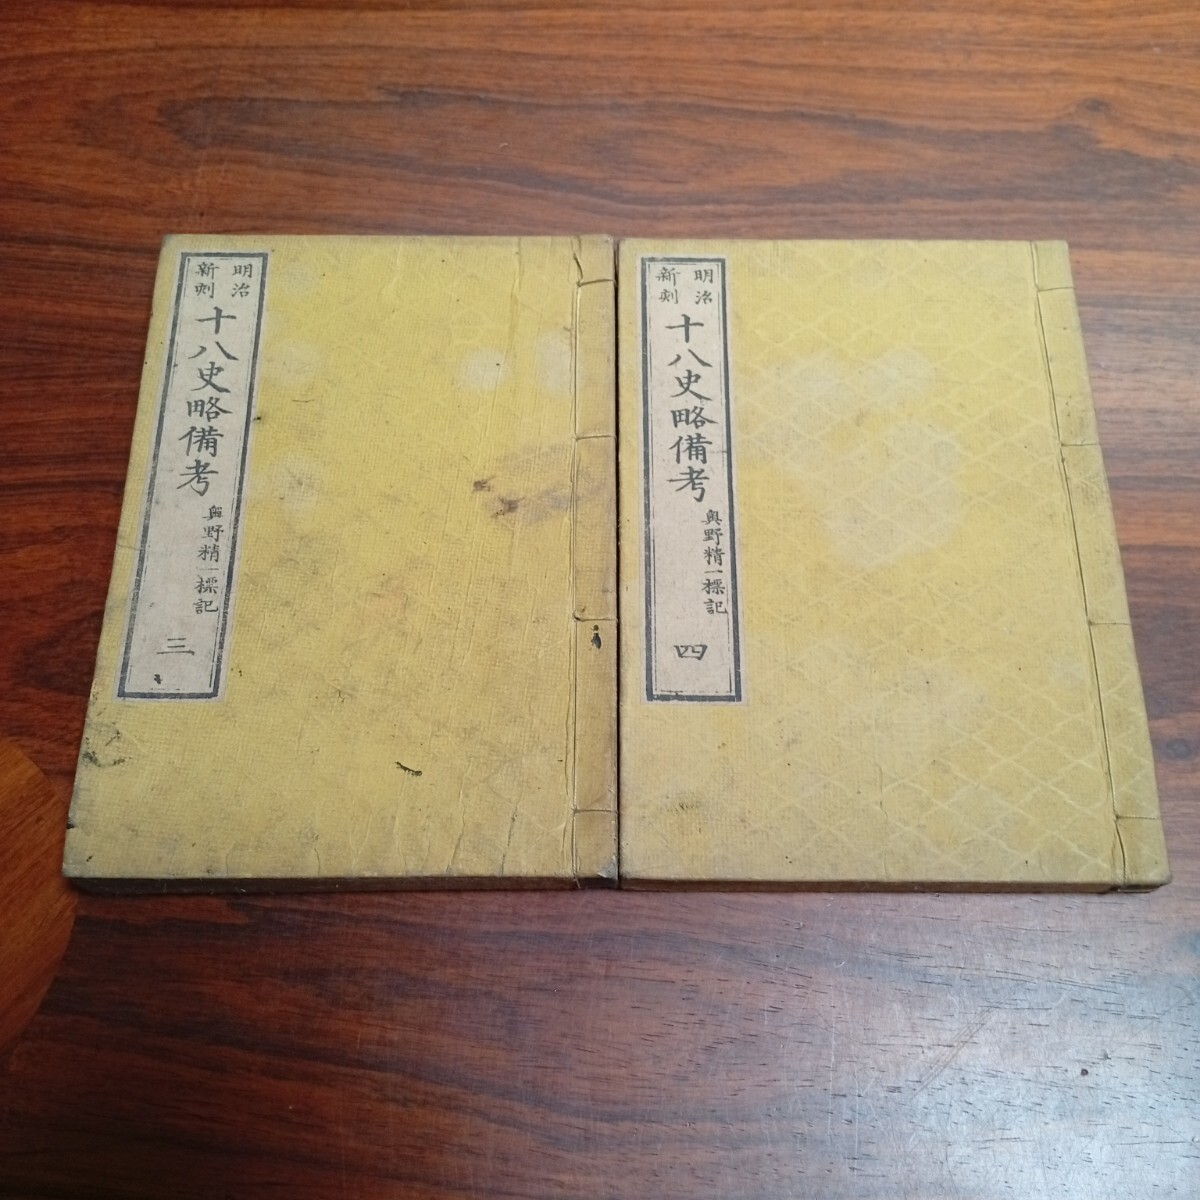 明治
新刻
十八史略備考
奥野精一標記
三
明治
新刻
十八史略備考
奥野精一標記
四